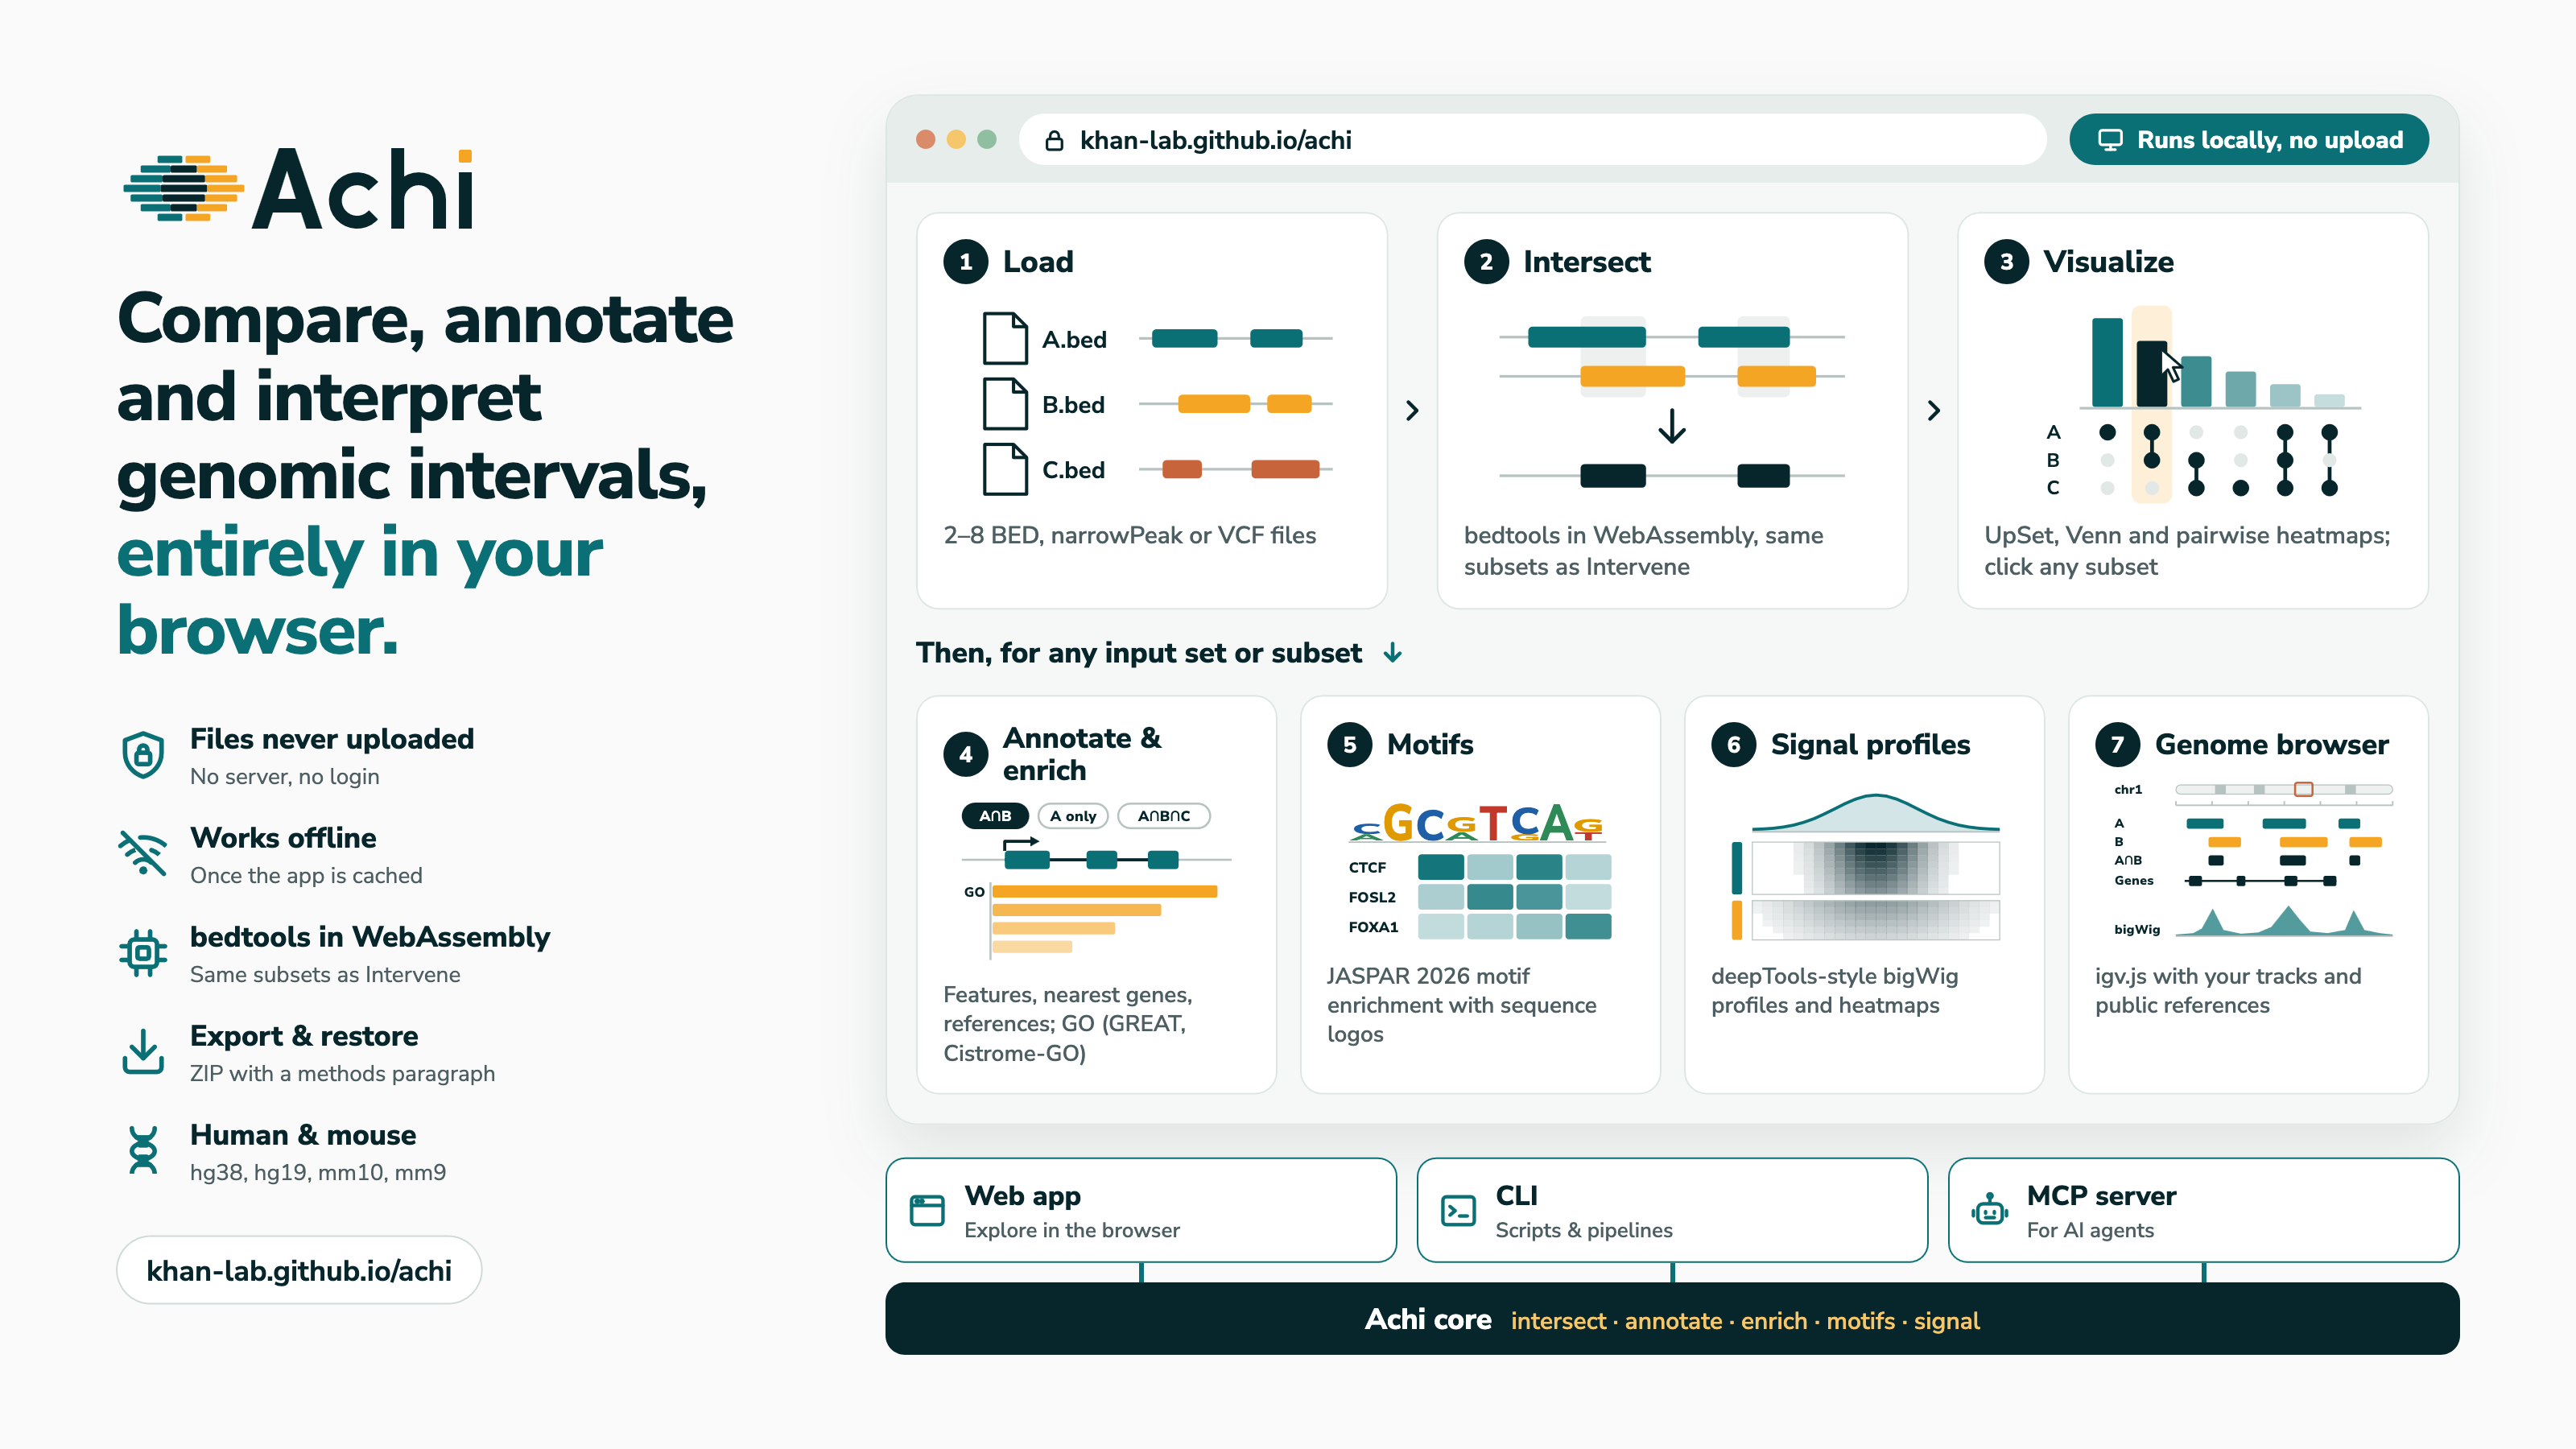 Achi
Compare, annotate
and interpret
genomic intervals,
entirely in your
browser.
Files never uploaded
No server, no login
Works offline
Once the app is cached
bedtools in WebAssembly
Same subsets as Intervene
Export & restore
ZIP with a methods paragraph
Human & mouse
hg38, hg19, mm10, mm9
khan-lab.github.io/achi
khan-lab.github.io/achi
Runs locally, no upload
1 Load
A.bed
B.bed
C.bed
2–8 BED, narrowPeak or VCF files
2 Intersect
bedtools in WebAssembly, same
subsets as Intervene
3 Visualize
A
B
C
UpSet, Venn and pairwise heatmaps;
click any subset
Then, for any input set or subset
4 Annotate &
enrich
A∩B A only A∩B∩C
GO
Features, nearest genes,
references; GO (GREAT,
Cistrome-GO)
5 Motifs
CTCF
FOSL2
FOXA1
JASPAR 2026 motif
enrichment with sequence
logos
6 Signal profiles
deepTools-style bigWig
profiles and heatmaps
7 Genome browser
chr1
A
B
A∩B
Genes
bigWig
igv.js with your tracks and
public references
Web app
Explore in the browser
CLI
Scripts & pipelines
MCP server
For AI agents
Achi core intersect · annotate · enrich · motifs · signal